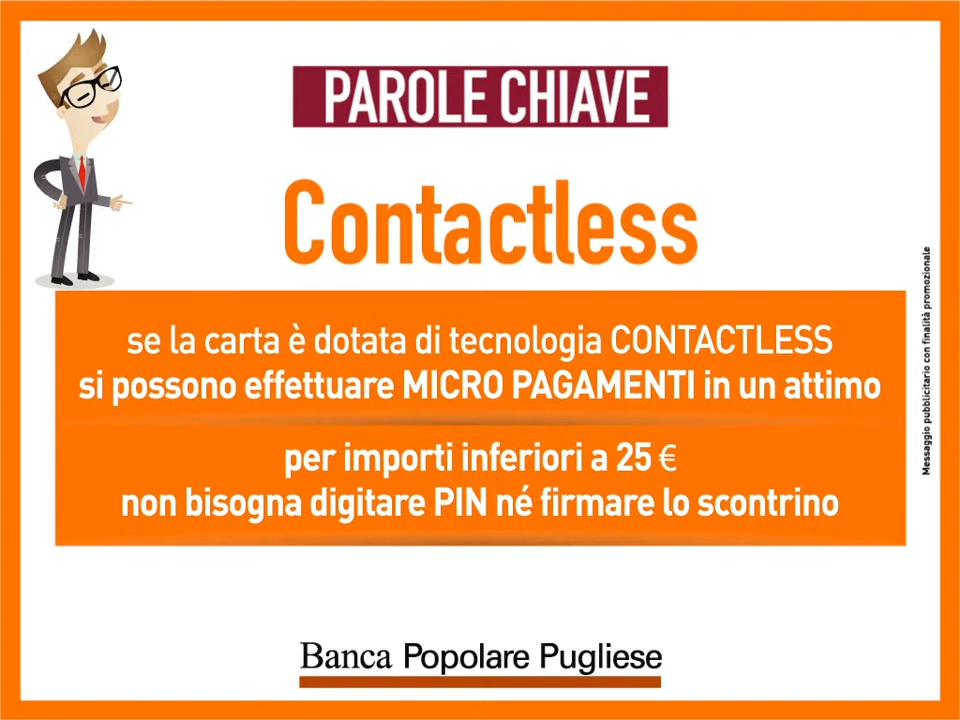 PAROLE CHIAVE
Contactless
se la carta è dotata di tecnologia CONTACTLESS
si possono effettuare MICRO PAGAMENTI in un attimo
per importi inferiori a 25 €
non bisogna digitare PIN né firmare lo scontrino
Messaggio pubblicitario con finalità promozionale
Banca Popolare Pugliese